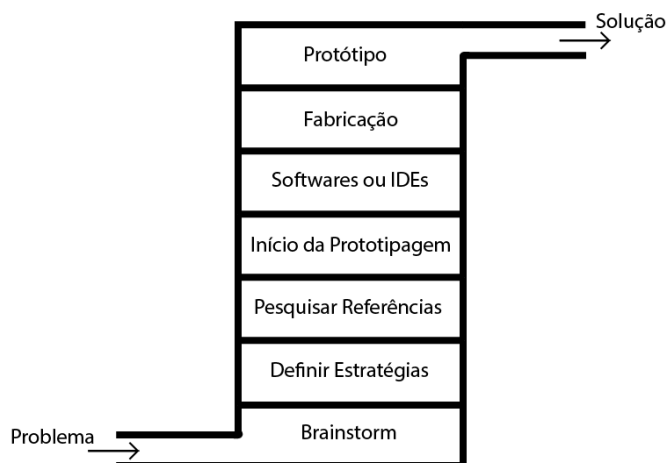 Solução
Protótipo
Fabricação
Softwares ou IDEs
Início da Prototipagem
Pesquisar Referências
Definir Estratégias
Brainstorm
Problema